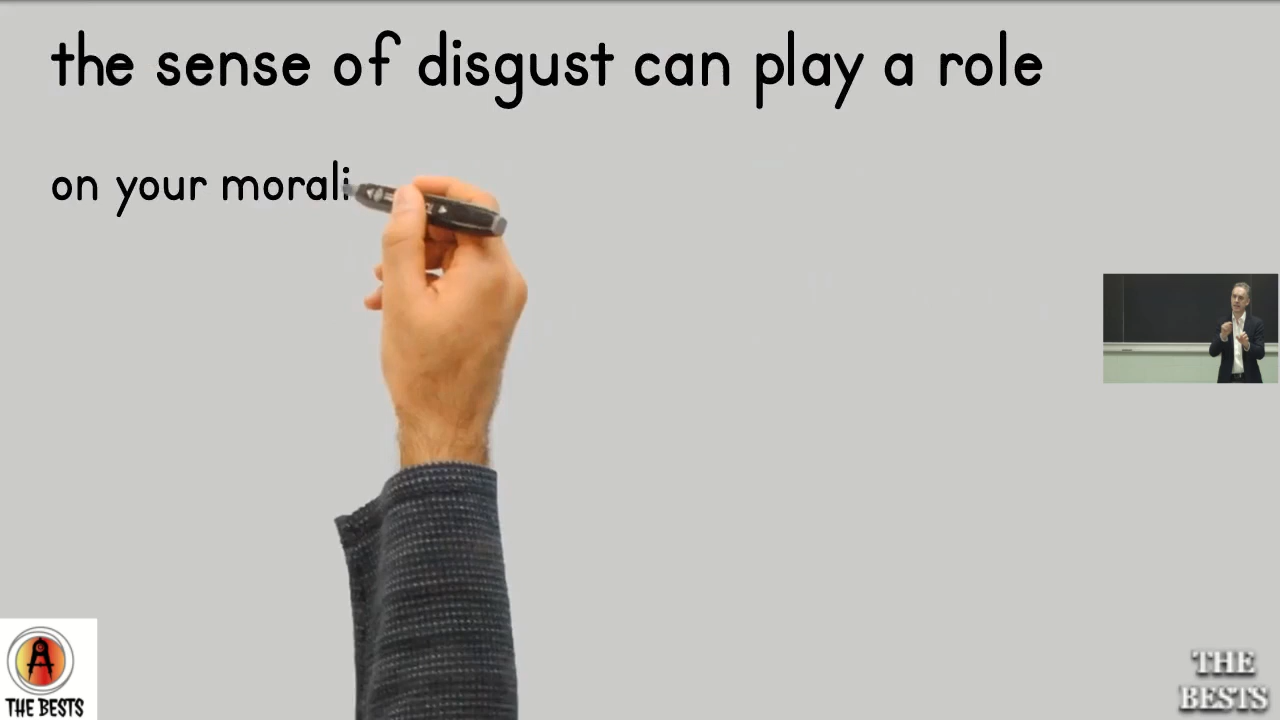 the sense of disgust can play a role
on your morali
THE BESTS
THE
BESTS